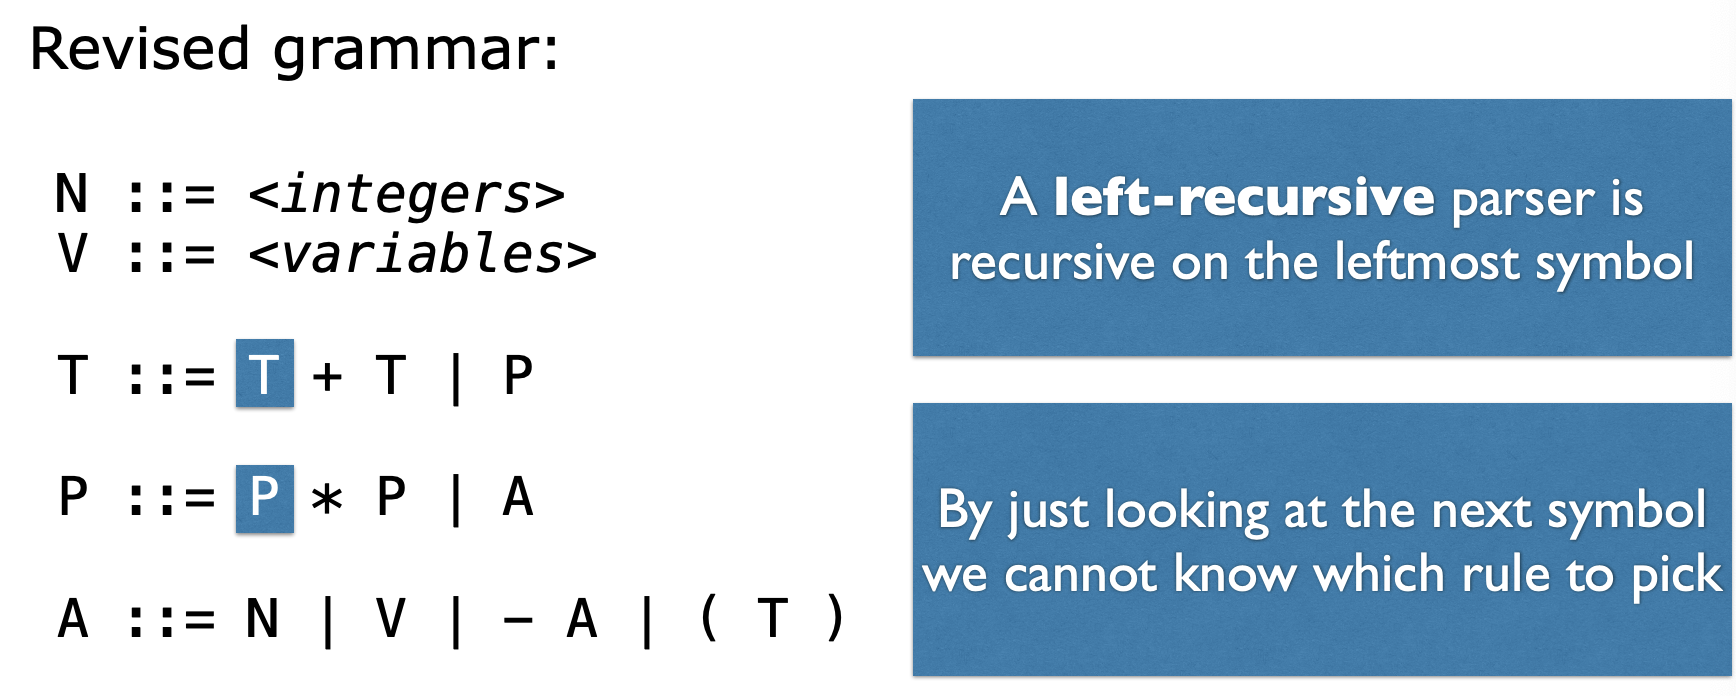 Revised grammar:
N ::= <integers>
V ::= <variables>
T ::= T + T | P
P ::= P * P | A
A ::= N | V | - A | ( T )
A left-recursive parser is
recursive on the leftmost symbol
By just looking at the next symbol
we cannot know which rule to pick